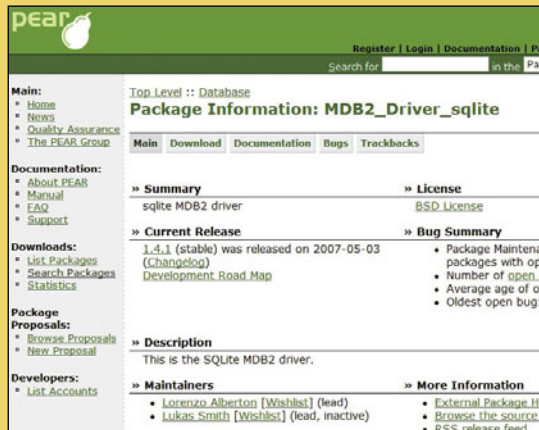 pear
Register | Login | Documentation |
Search for in the
Main:
Home
News
Quality Assurance
The PEAR Group
Documentation:
About PEAR
Manual
FAQ
Support
Downloads:
List Packages
Search Packages
Statistics
Package
Proposals:
Browse Proposals
New Proposal
Developers:
List Accounts
Top Level :: Database
Package Information: MDB2_Driver_sqlite
Main Download Documentation Bugs Trackbacks
» Summary
sqlite MDB2 driver
» License
BSD License
» Current Release
1.4.1 (stable) was released on 2007-05-03
(Changelog)
Development Road Map
» Bug Summary
Package Maintena
packages with op
Number of open
Average age of o
Oldest open bug:
» Description
This is the SQLite MDB2 driver.
» Maintainers
Lorenzo Alberton [Wishlist] (lead)
Lukas Smith [Wishlist] (lead, inactive)
» More Information
External Package H
Browse the source
RSS release feed